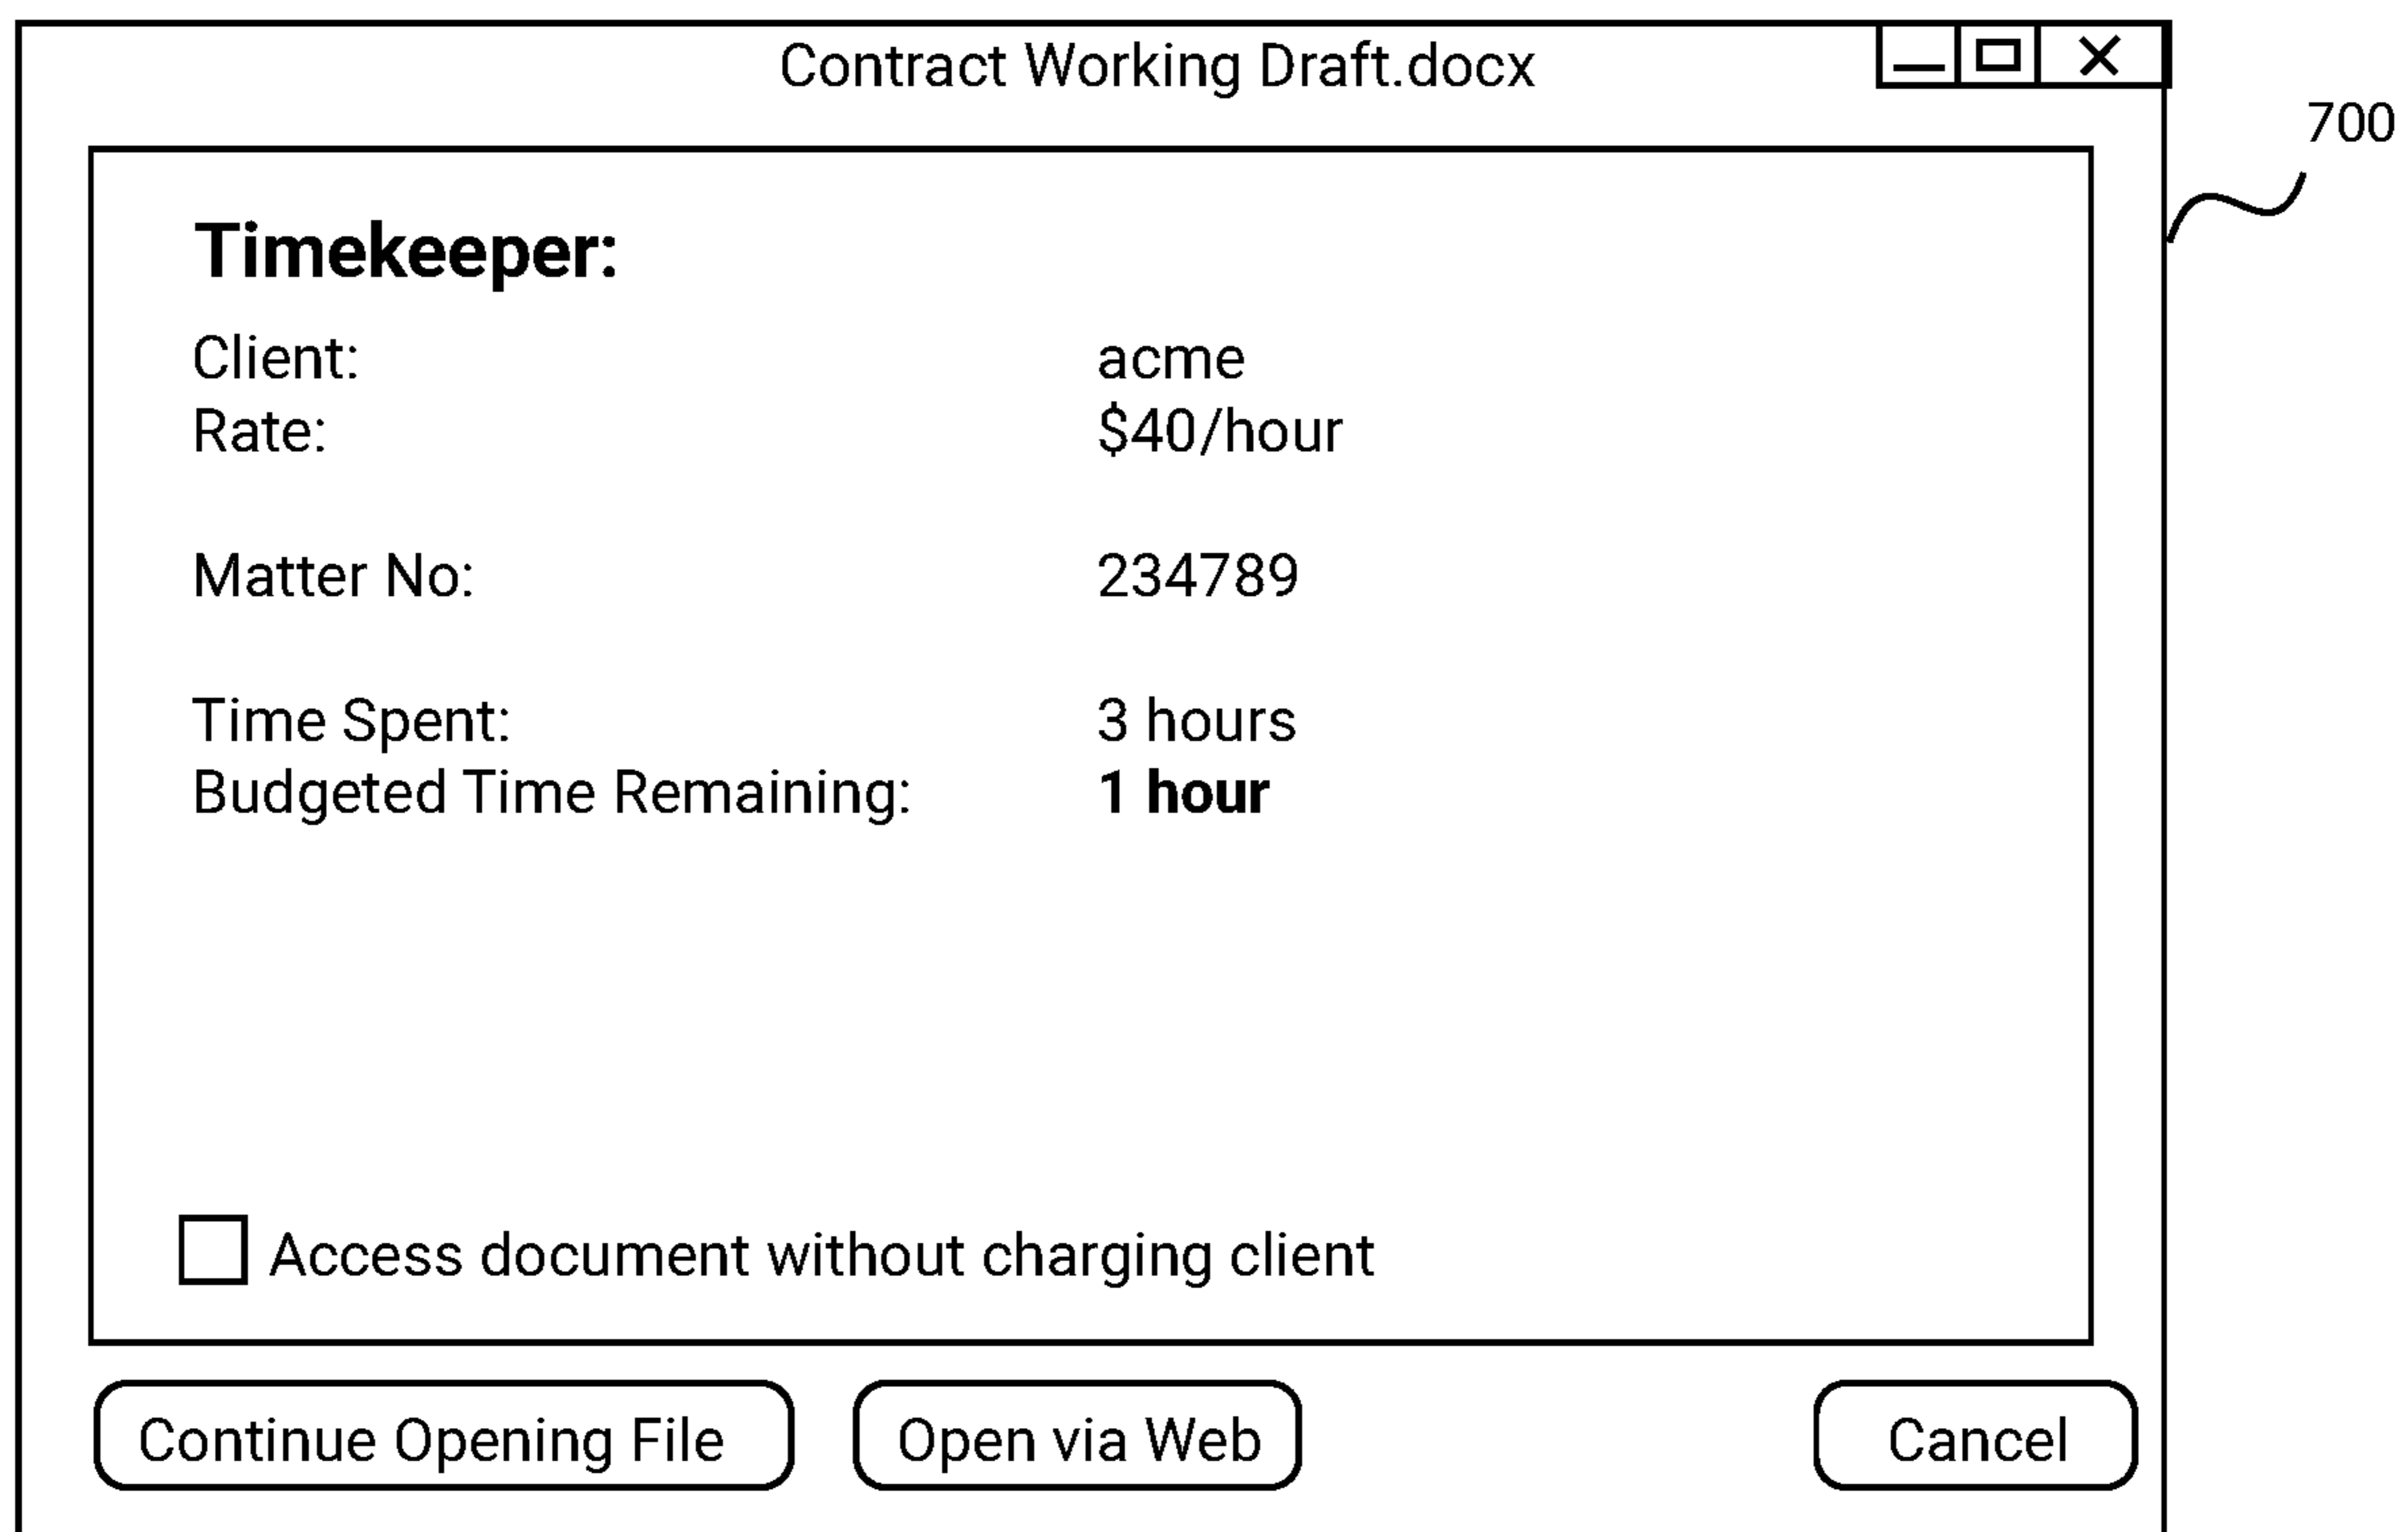 Contract Working Draft.docx
700
Timekeeper:
Client: acme
Rate: $40/hour
Matter No: 234789
Time Spent: 3 hours
Budgeted Time Remaining: 1 hour
Access document without charging client
Continue Opening File Open via Web Cancel